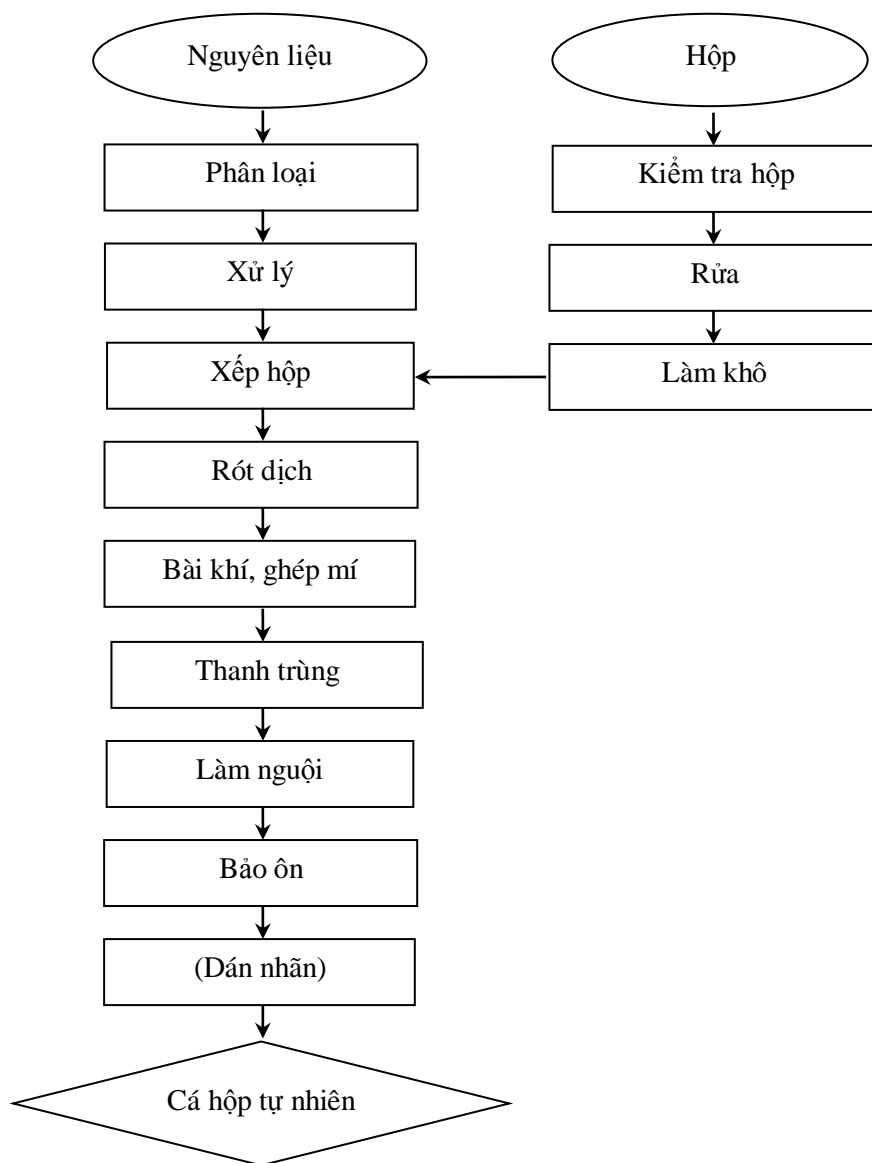 Nguyên liệu
Hộp
Phân loại
Kiểm tra hộp
Xử lý
Rửa
Xếp hộp
Làm khô
Rót dịch
Bài khí, ghép mí
Thanh trùng
Làm nguội
Bảo ôn
(Dán nhãn)
Cá hộp tự nhiên